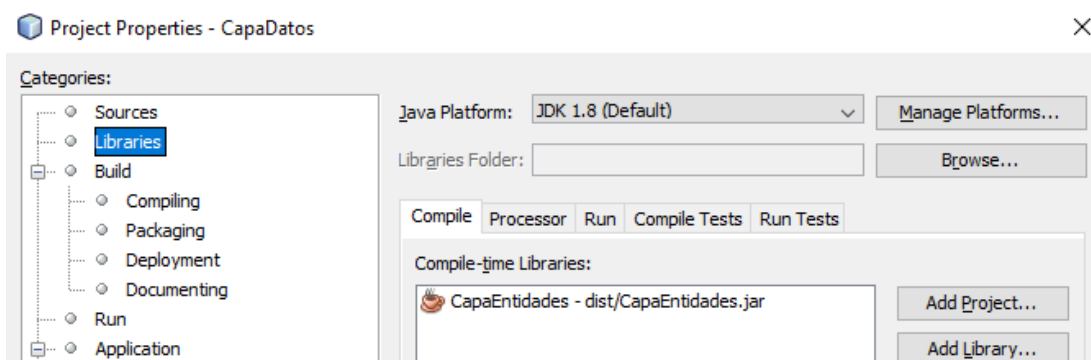 Project Properties - CapaDatos
Categories:
Sources
Libraries
Build
Compiling
Packaging
Deployment
Documenting
Run
Application
Java Platform: JDK 1.8 (Default) Manage Platforms...
Libraries Folder: Browse...
Compile Processor Run Compile Tests Run Tests
Compile-time Libraries:
CapaEntidades - dist/CapaEntidades.jar
Add Project...
Add Library...